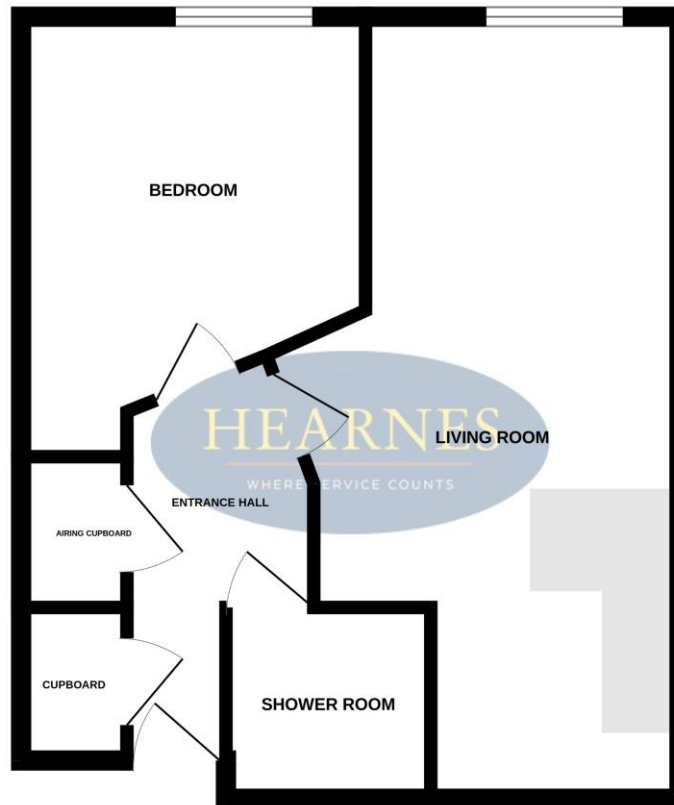 BEDROOM
HEARNES
LIVING ROOM
WHERE SERVICE COUNTS
ENTRANCE HALL
AIRING CUPBOARD
CUPBOARD
SHOWER ROOM